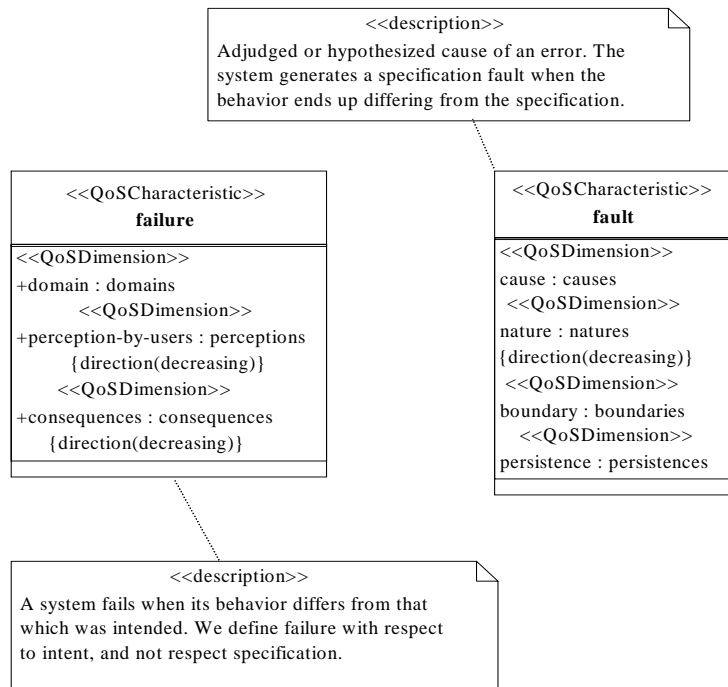 <<description>>
Adjudged or hypothesized cause of an error. The
system generates a specification fault when the
behavior ends up differing from the specification.
<<QoSCharacteristic>>
failure
<<QoSDimension>>
+domain : domains
<<QoSDimension>>
+perception-by-users : perceptions
{direction(decreasing)}
<<QoSDimension>>
+consequences : consequences
{direction(decreasing)}
<<QoSCharacteristic>>
fault
<<QoSDimension>>
cause : causes
<<QoSDimension>>
nature : natures
{direction(decreasing)}
<<QoSDimension>>
boundary : boundaries
<<QoSDimension>>
persistence : persistences
<<description>>
A system fails when its behavior differs from that
which was intended. We define failure with respect
to intent, and not respect specification.